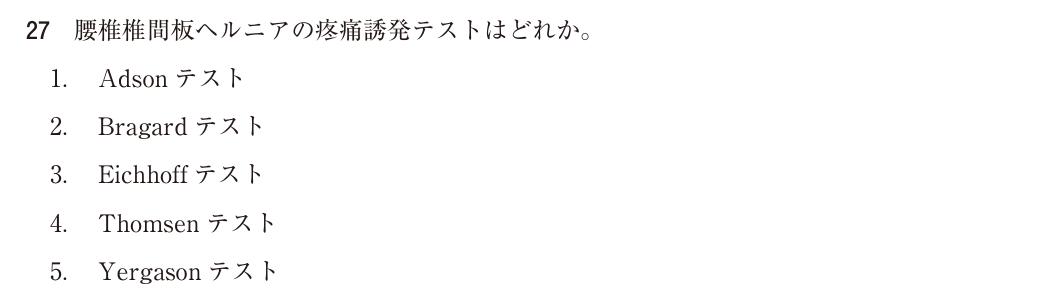 27 腰椎椎間板ヘルニアの疼痛誘発テストはどれか。
1. Adson テスト
2. Bragard テスト
3. Eichhoff テスト
4. Thomsen テスト
5. Yergason テスト